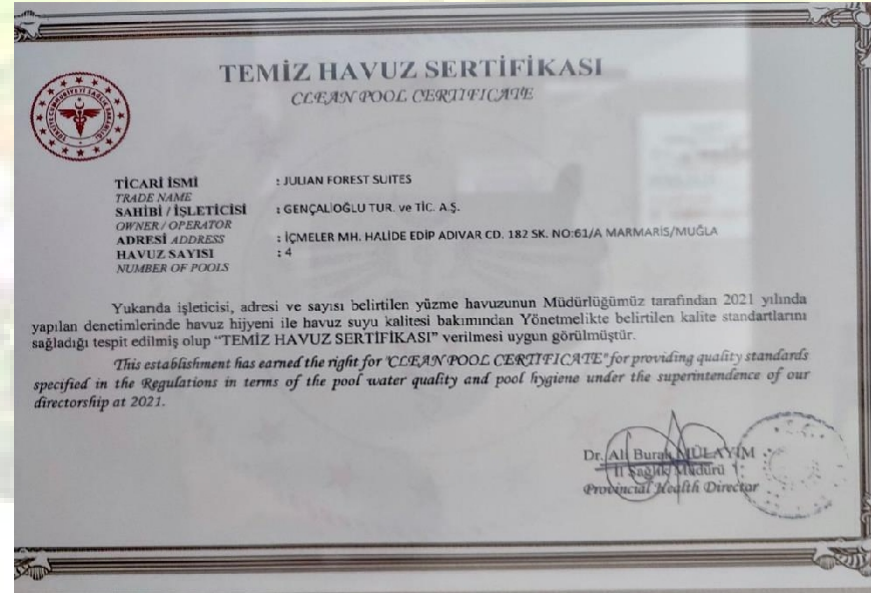 TEMİZ HAVUZ SERTİFİKASI
CLEAN POOL CERTIFICATE
TİCARİ İSMİ : JULIAN FOREST SUITES
TRADE NAME
SAHİBİ / İŞLETİCİSİ : GENÇALİOĞLU TUR. ve TİC. A.Ş.
OWNER / OPERATOR
ADRESİ ADDRESS : İÇMELER MH. HALİDE EDİP ADIVAR CD. 182 SK. NO:61/A MARMARİS/MUĞLA
HAVUZ SAYISI : 4
NUMBER OF POOLS
Yukarıda işleticisi, adresi ve sayısı belirtilen yüzme havuzunun Müdürlüğümüz tarafından 2021 yılında
yapılan denetimlerinde havuz hijyeni ile havuz suyu kalitesi bakımından Yönetmelikte belirtilen kalite standartlarını
sağladığı tespit edilmiş olup “TEMİZ HAVUZ SERTİFİKASI” verilmesi uygun görülmüştür.
This establishment has earned the right for "CLEAN POOL CERTIFICATE" for providing quality standards
specified in the Regulations in terms of the pool water quality and pool hygiene under the superintendence of our
directorship at 2021.
Dr. Ali Burak MÜLAYİM
İl Sağlık Müdürü
Provincial Health Director